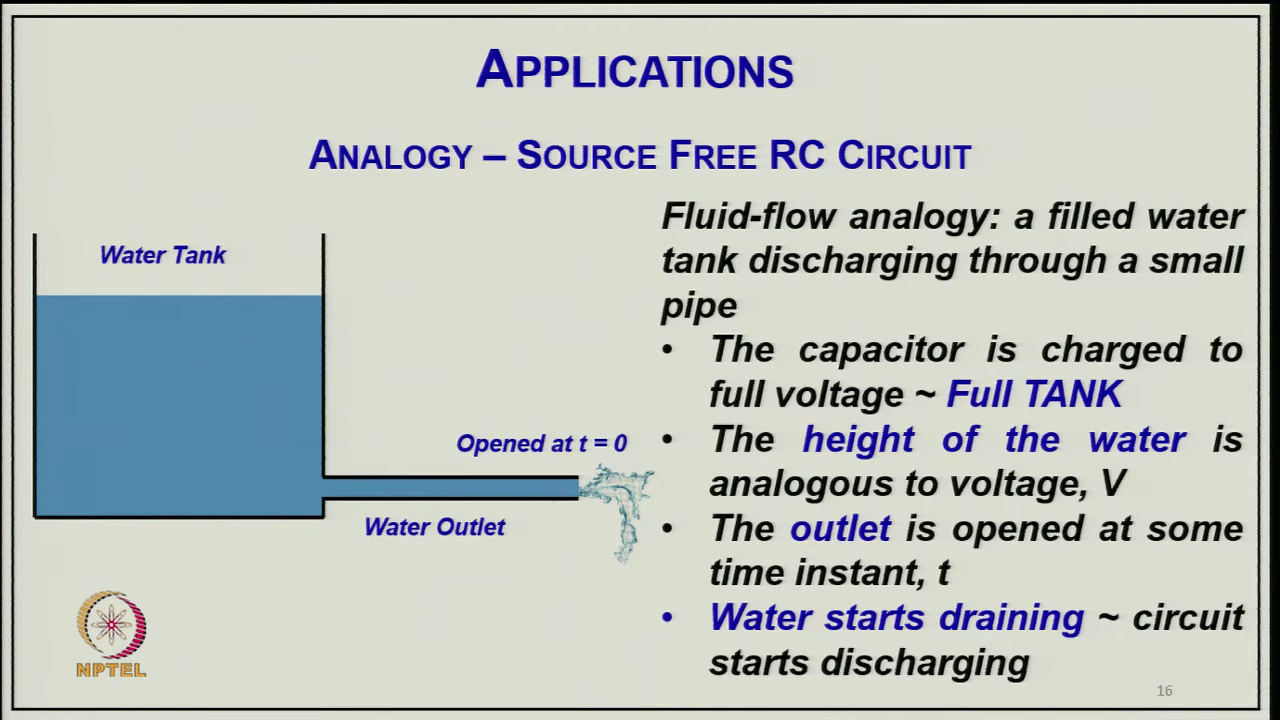 APPLICATIONS
ANALOGY – SOURCE FREE RC CIRCUIT
Water Tank
Opened at t = 0
Water Outlet
Fluid-flow analogy: a filled water
tank discharging through a small
pipe
• The capacitor is charged to
full voltage ~ Full TANK
• The height of the water is
analogous to voltage, V
• The outlet is opened at some
time instant, t
• Water starts draining ~ circuit
starts discharging
NPTEL
16